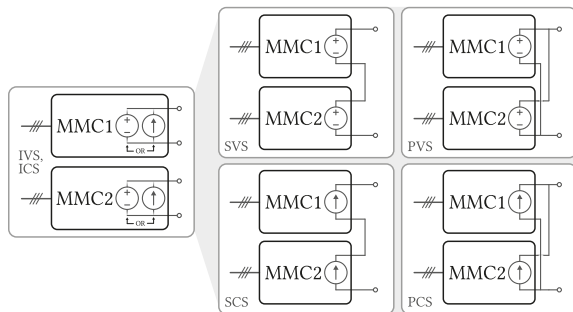 MMC1
+
−
OR
IVS,
ICS
MMC2
+
−
OR
MMC1
+
−
MMC2
+
−
SVS
MMC1
+
−
MMC2
+
−
PVS
MMC1
MMC2
SCS
MMC1
MMC2
PCS